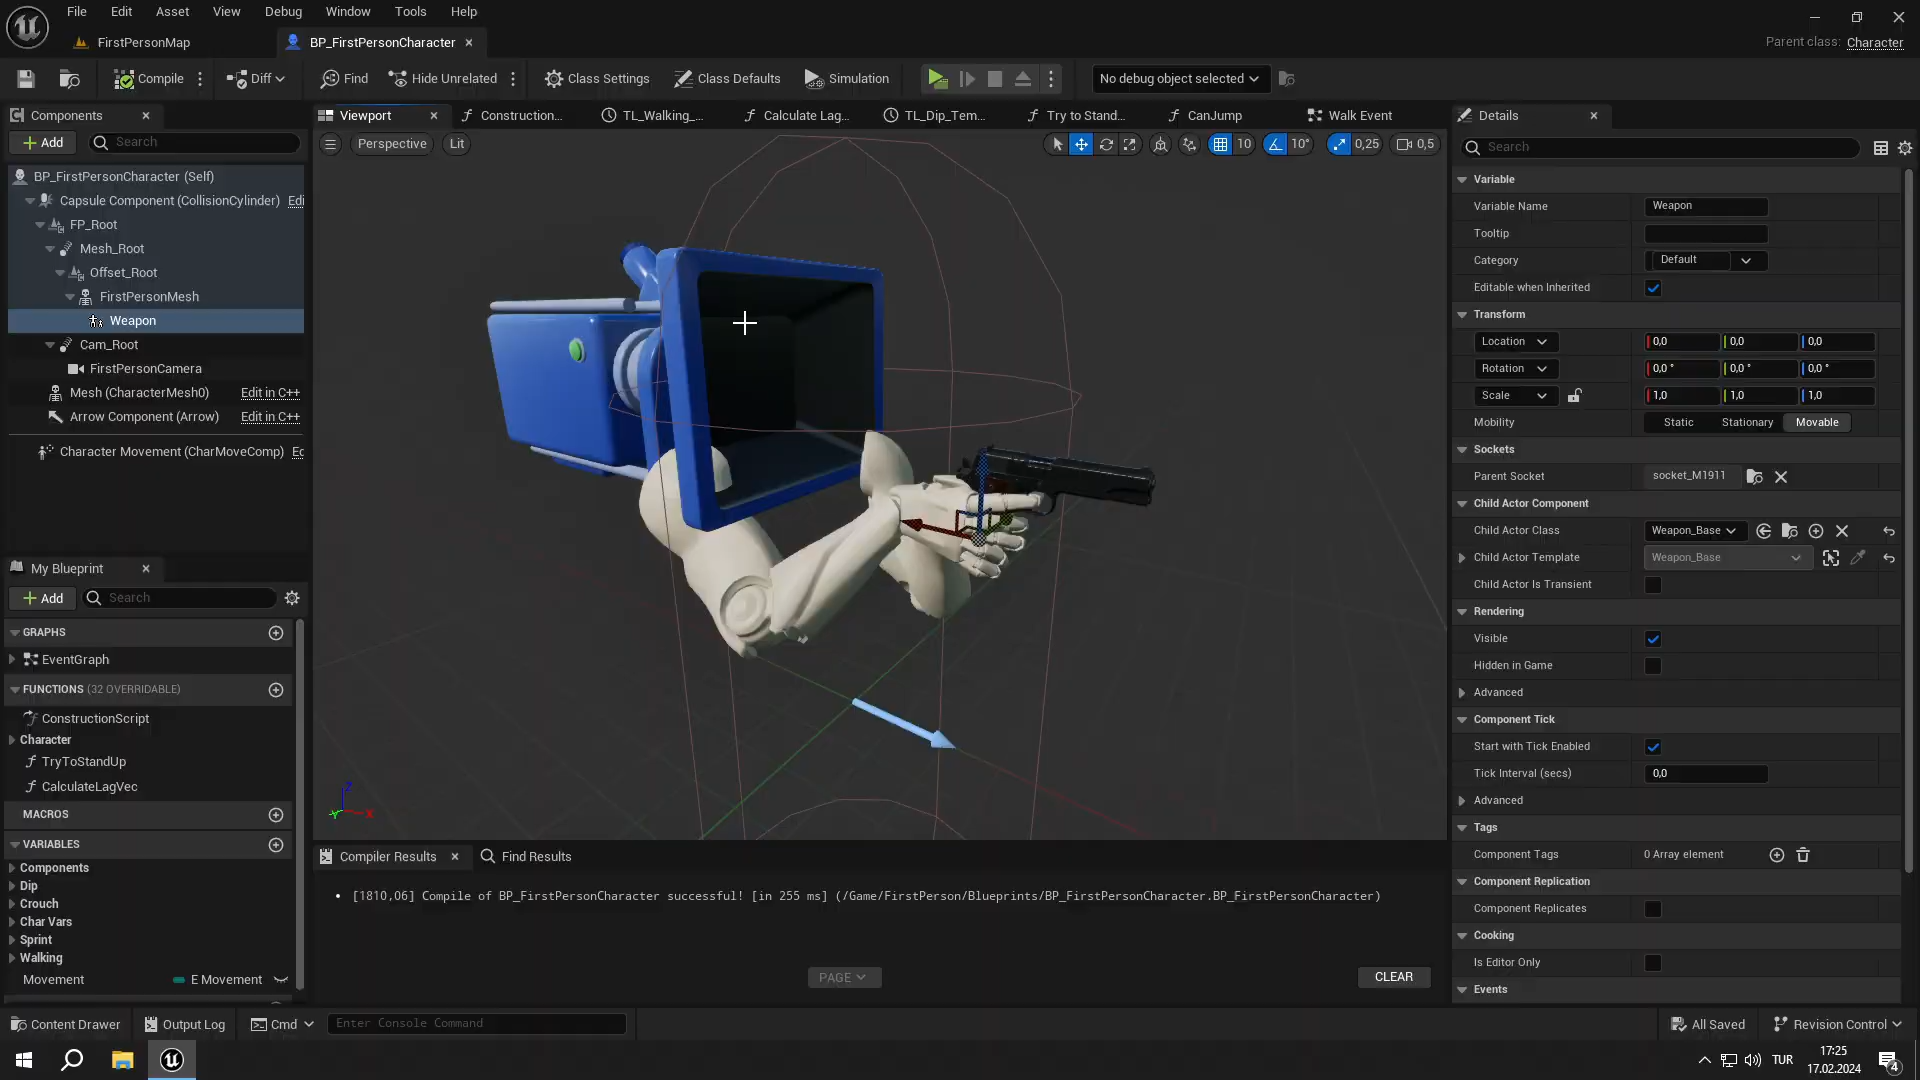 File Edit Asset View Debug Window Tools Help
FirstPersonMap
BP_FirstPersonCharacter
Parent class: Character
Compile
Diff
Find
Hide Unrelated
Class Settings
Class Defaults
Simulation
No debug object selected
Components
Add
Search
BP_FirstPersonCharacter (Self)
Capsule Component (CollisionCylinder) Edi
FP_Root
Mesh_Root
Offset_Root
FirstPersonMesh
Weapon
Cam_Root
FirstPersonCamera
Mesh (CharacterMesh0) Edit in C++
Arrow Component (Arrow) Edit in C++
Character Movement (CharMoveComp) Ec
My Blueprint
Add
Search
GRAPHS
EventGraph
FUNCTIONS (32 OVERRIDABLE)
ConstructionScript
Character
TryToStandUp
CalculateLagVec
MACROS
VARIABLES
Components
Dip
Crouch
Char Vars
Sprint
Walking
Movement E Movement
Viewport
Construction...
TL_Walking_...
Calculate Lag...
TL_Dip_Tem...
Try to Stand...
CanJump
Walk Event
Perspective
Lit
10
10°
0,25
0,5
Z
Y
X
Compiler Results
Find Results
[1810,06] Compile of BP_FirstPersonCharacter successful! [in 255 ms] (/Game/FirstPerson/Blueprints/BP_FirstPersonCharacter.BP_FirstPersonCharacter)
PAGE
CLEAR
Details
Search
Variable
Variable Name Weapon
Tooltip
Category Default
Editable when Inherited
Transform
Location 0,0 0,0 0,0
Rotation 0,0 ° 0,0 ° 0,0 °
Scale 1,0 1,0 1,0
Mobility Static Stationary Movable
Sockets
Parent Socket socket_M1911
Child Actor Component
Child Actor Class Weapon_Base
Child Actor Template Weapon_Base
Child Actor Is Transient
Rendering
Visible
Hidden in Game
Advanced
Component Tick
Start with Tick Enabled
Tick Interval (secs) 0,0
Advanced
Tags
Component Tags 0 Array element
Component Replication
Component Replicates
Cooking
Is Editor Only
Events
Content Drawer
Output Log
Cmd
Enter Console Command
All Saved
Revision Control
TUR
17:25
17.02.2024
4